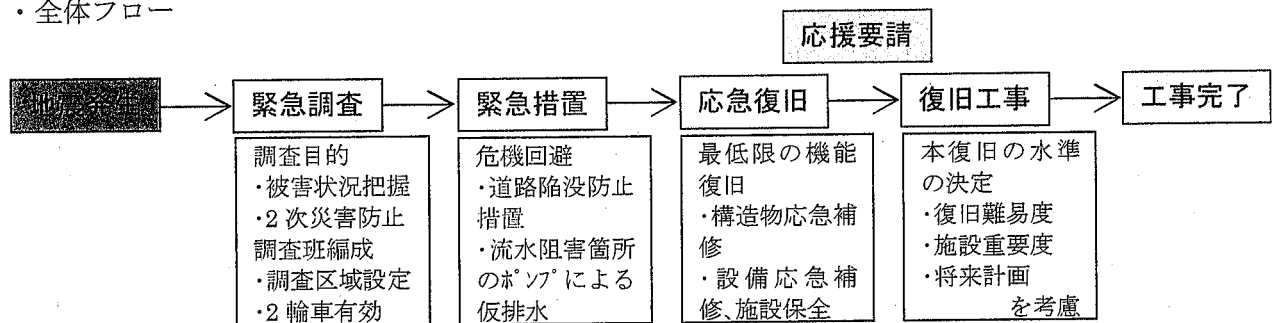 ・全体フロー
応援要請
地震発生
緊急調査
緊急措置
応急復旧
復旧工事
工事完了
調査目的
・被害状況把握
・2次災害防止
調査班編成
・調査区域設定
・2輪車有効
危機回避
・道路陥没防止
措置
・流水阻害箇所
のポンプによる
仮排水
最低限の機能
復旧
・構造物応急補
修
・設備応急補
修、施設保全
本復旧の水準
の決定
・復旧難易度
・施設重要度
・将来計画
を考慮